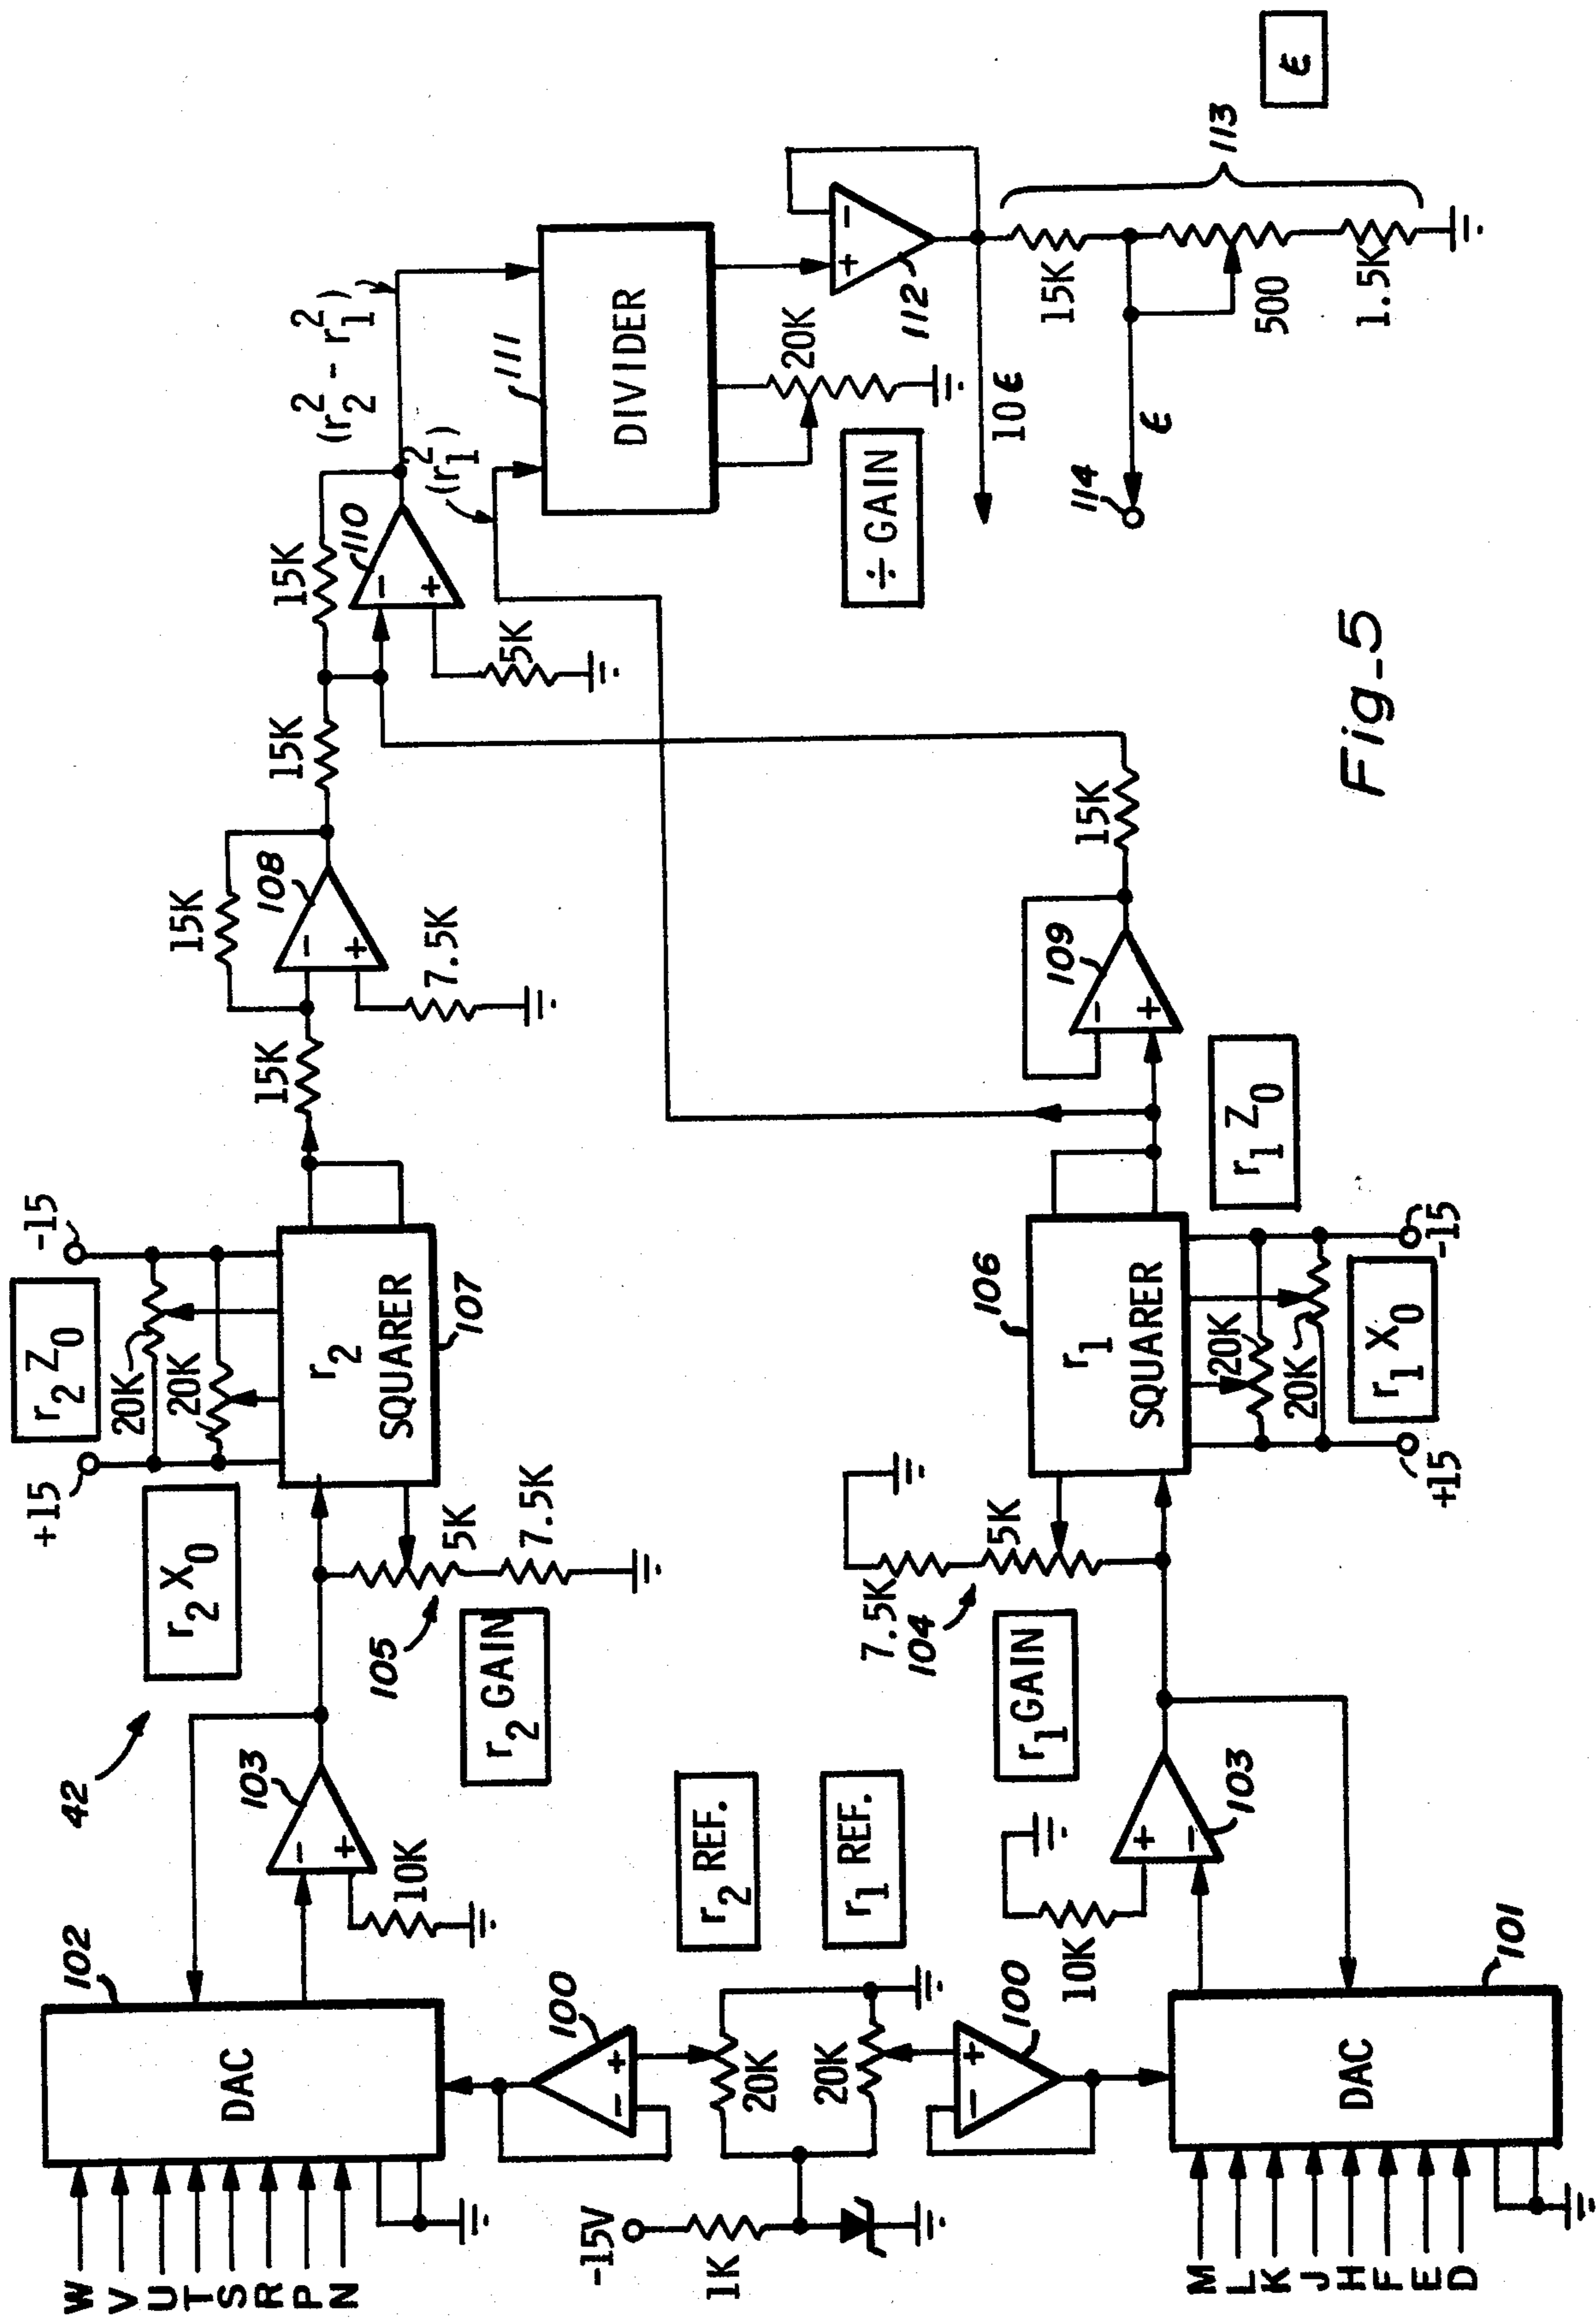 W
V
U
T
S
R
P
N
DAC
102
42
103
10K
r2 X0
+15
r2 Z0
-15
20K
20K
r2
SQUARER
107
105
5K
7.5K
r2 GAIN
15K
15K
108
7.5K
15K
15K
110
5K
(r2² - r1²)
(r1²)
111
DIVIDER
20K
÷ GAIN
112
10ϵ
15K
500
1.5K
113
ϵ
114
ϵ
-15V
1K
20K
20K
100
100
r2 REF.
r1 REF.
M
L
K
J
H
F
E
D
DAC
101
10K
103
r1 GAIN
7.5K
104
5K
r1
SQUARER
106
20K
20K
+15
-15
r1 X0
r1 Z0
109
15K
Fig_5